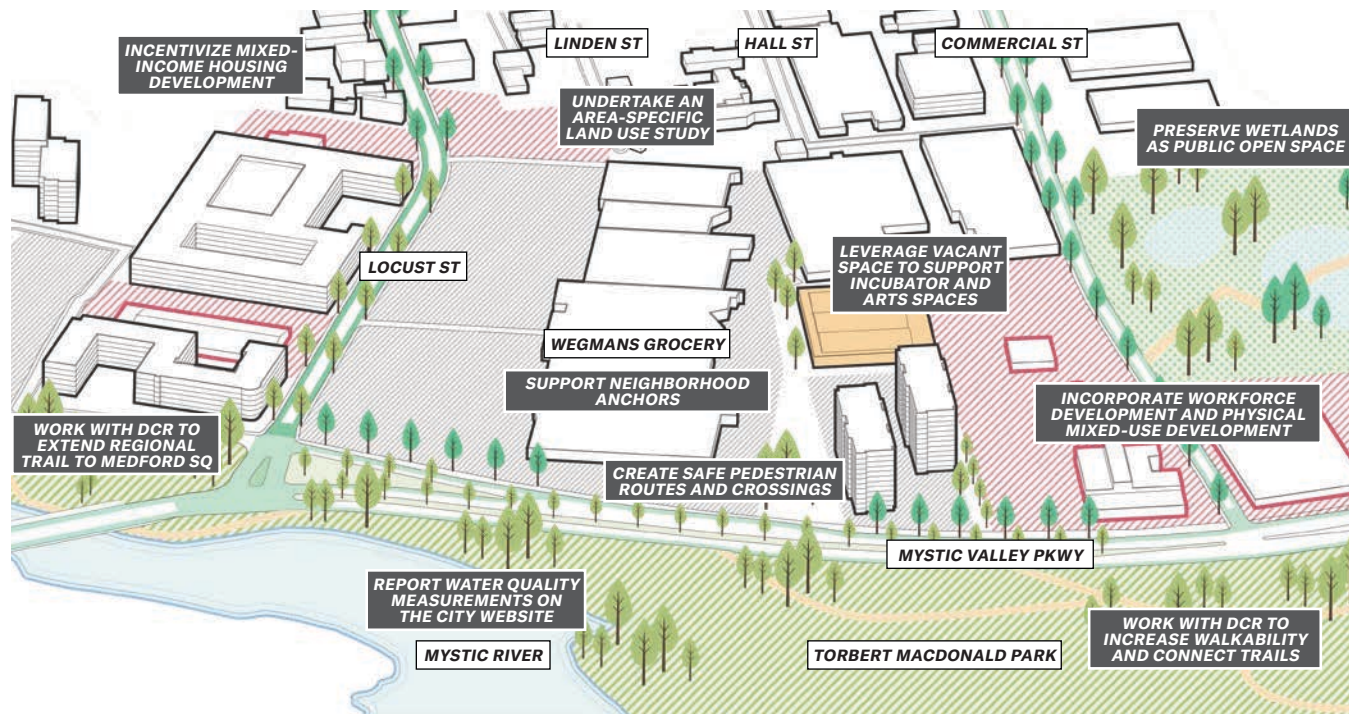 LINDEN ST
HALL ST
COMMERCIAL ST
INCENTIVIZE MIXED-
INCOME HOUSING
DEVELOPMENT
UNDERTAKE AN
AREA-SPECIFIC
LAND USE STUDY
PRESERVE WETLANDS
AS PUBLIC OPEN SPACE
LOCUST ST
LEVERAGE VACANT
SPACE TO SUPPORT
INCUBATOR AND
ARTS SPACES
WEGMANS GROCERY
SUPPORT NEIGHBORHOOD
ANCHORS
INCORPORATE WORKFORCE
DEVELOPMENT AND PHYSICAL
MIXED-USE DEVELOPMENT
WORK WITH DCR TO
EXTEND REGIONAL
TRAIL TO MEDFORD SQ
CREATE SAFE PEDESTRIAN
ROUTES AND CROSSINGS
MYSTIC VALLEY PKWY
REPORT WATER QUALITY
MEASUREMENTS ON
THE CITY WEBSITE
MYSTIC RIVER
TORBERT MACDONALD PARK
WORK WITH DCR TO
INCREASE WALKABILITY
AND CONNECT TRAILS